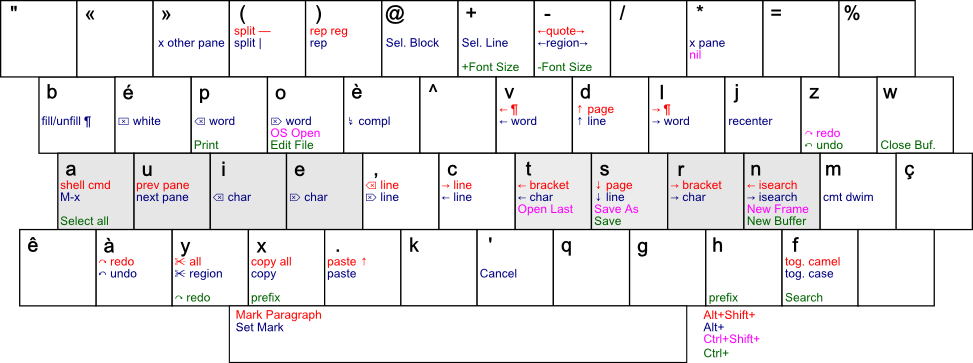 " « » ( ) @ + - / * = %
split — rep reg ←quote→
x other pane split | rep Sel. Block Sel. Line ←region→ x pane
nil
+Font Size -Font Size
b é p o è ^ v d l j z w
← ¶ ↑ page → ¶
fill/unfill ¶ ⌦ white ⌫ word ⌦ word compl ← word ↑ line → word recenter
OS Open ↷ redo
Print Edit File ↶ undo Close Buf.
a u i e , c t s r n m ç
shell cmd prev pane ⌫ line → line ← bracket ↓ page → bracket ← isearch
M-x next pane ⌫ char ⌦ char ⌦ line ← line ← char ↓ line → char → isearch cmt dwim
Open Last Save As New Frame
Select all Save New Buffer
ê à y x . k ' q g h f
↷ redo ✂ all copy all paste ↑ tog. camel
↶ undo ✂ region copy paste Cancel tog. case
↷ redo prefix prefix Search
Mark Paragraph Alt+Shift+
Set Mark Alt+
Ctrl+Shift+
Ctrl+